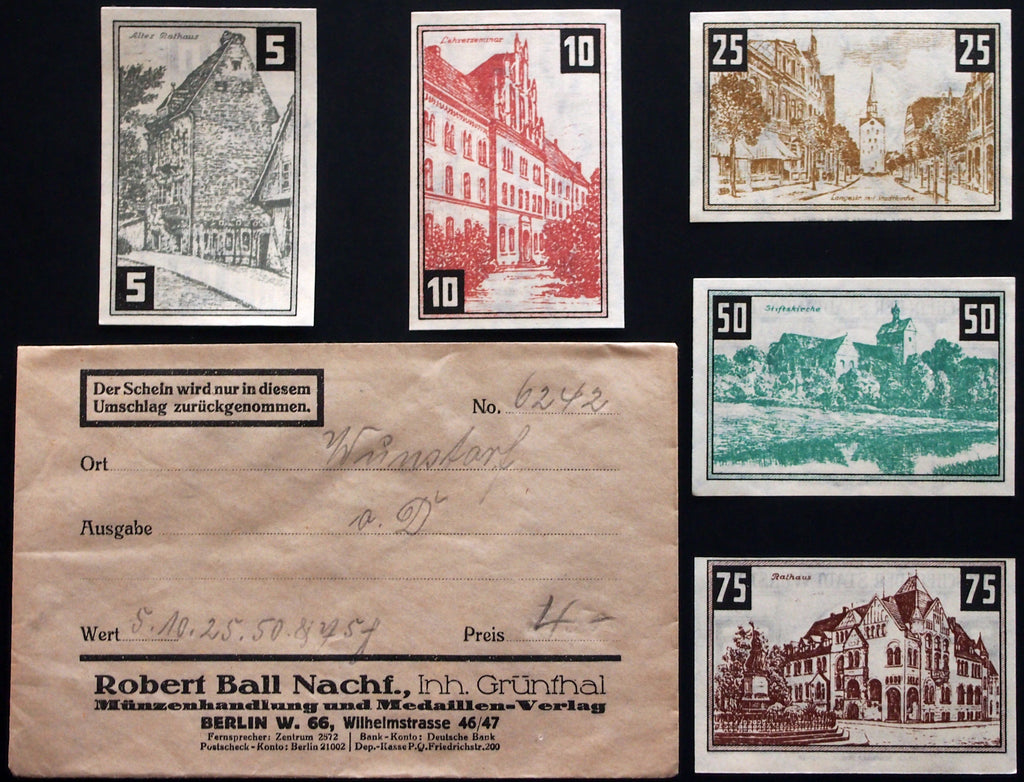 Altes Rathaus
5
5
Lehrerseminar
10
10
25
25
Langestr. mit Stadtkirche
50
50
Stiftskirche
75
75
Rathaus
Der Schein wird nur in diesem
Umschlag zurückgenommen.
No. 6242
Ort Wunstorf
Ausgabe o. D
Wert 5.10.25.50.& 75 ₰
Preis 4.-
Robert Ball Nachf., Inh. Grünthal
Münzenhandlung und Medaillen-Verlag
BERLIN W. 66, Wilhelmstrasse 46/47
Fernsprecher: Zentrum 2572 | Bank-Konto: Deutsche Bank
Postscheck-Konto: Berlin 21002 | Dep.-Kasse P.Q. Friedrichstr. 200